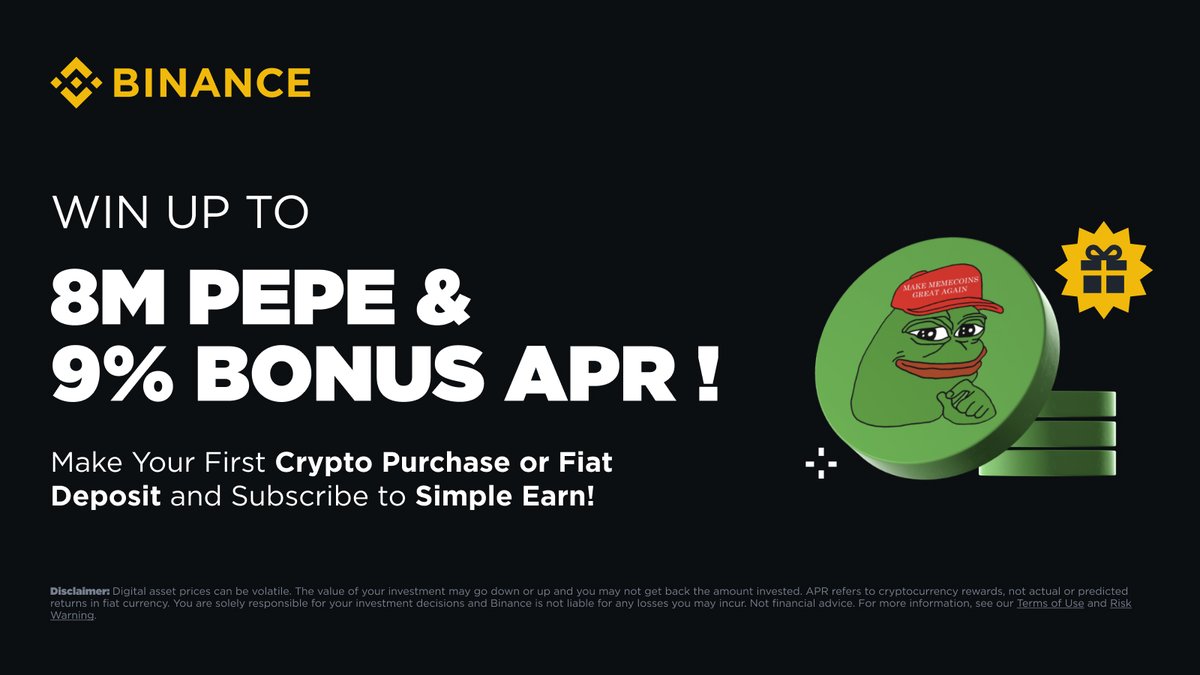 BINANCE
WIN UP TO
8M PEPE &
9% BONUS APR !
MAKE MEMECOINS
GREAT AGAIN
Make Your First Crypto Purchase or Fiat
Deposit and Subscribe to Simple Earn!
Disclaimer: Digital asset prices can be volatile. The value of your investment may go down or up and you may not get back the amount invested. APR refers to cryptocurrency rewards, not actual or predicted
returns in fiat currency. You are solely responsible for your investment decisions and Binance is not liable for any losses you may incur. Not financial advice. For more information, see our Terms of Use and Risk
Warning.